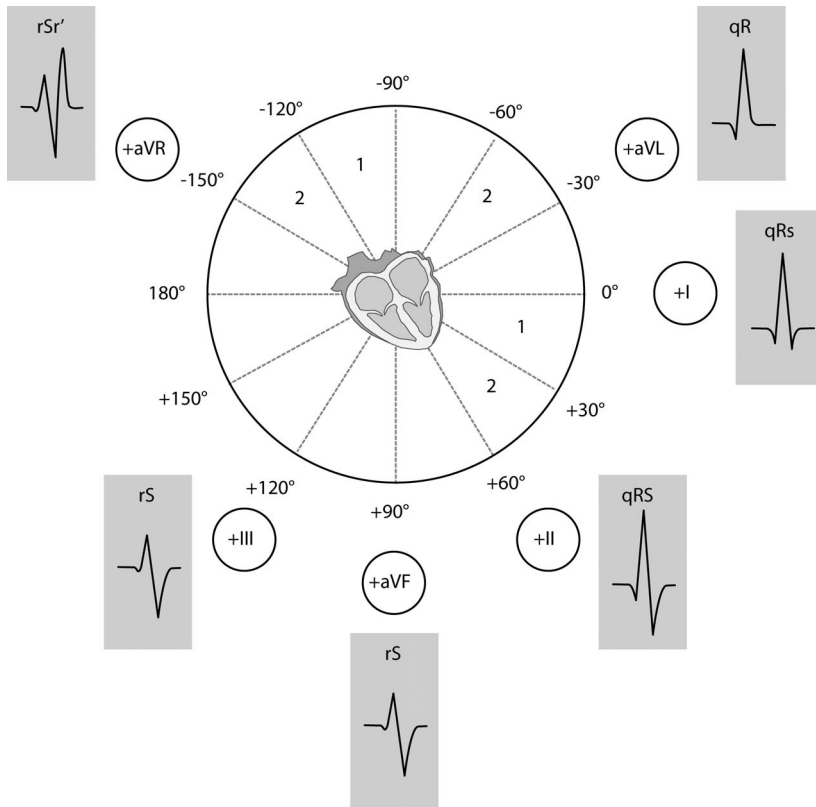 rSr’
qR
-90°
-120°
-60°
+aVR
+aVL
-150°
1
2
2
-30°
qRs
180°
0°
+I
1
+150°
2
+30°
rS
+120°
+60°
qRS
+90°
+III
+II
+aVF
rS